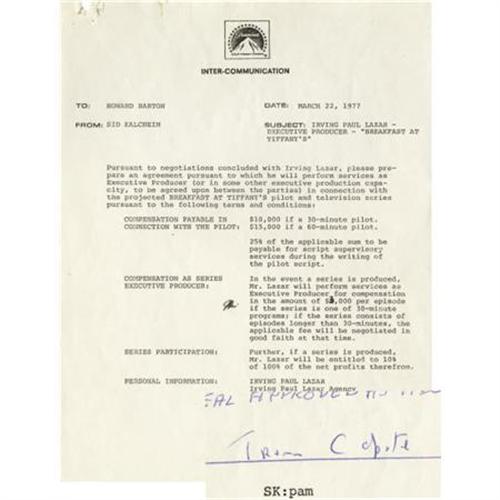 Paramount
INTER-COMMUNICATION
TO: HOWARD BARTON
DATE: MARCH 22, 1977
FROM: SID KALCHEIM
SUBJECT: IRVING PAUL LAZAR -
EXECUTIVE PRODUCER - "BREAKFAST AT
TIFFANY'S"
Pursuant to negotiations concluded with Irving Lazar, please pre-
pare an agreement pursuant to which he will perform services as
Executive Producer (or in some other executive production capa-
city, to be agreed upon between the parties) in connection with
the projected BREAKFAST AT TIFFANY'S pilot and television series
pursuant to the following terms and conditions:
COMPENSATION PAYABLE IN
CONNECTION WITH THE PILOT:
$10,000 if a 30-minute pilot.
$15,000 if a 60-minute pilot.
25% of the applicable sum to be
payable for script supervisory
services during the writing of
the pilot script.
COMPENSATION AS SERIES
EXECUTIVE PRODUCER:
In the event a series is produced,
Mr. Lazar will perform services as
Executive Producer for compensation
in the amount of ,000 per episode
if the series is one of 30-minute
programs; if the series consists of
episodes longer than 30-minutes, the
applicable fee will be negotiated in
good faith at that time.
SERIES PARTICIPATION:
Further, if a series is produced,
Mr. Lazar will be entitled to 10%
of 100% of the net profits therefrom.
PERSONAL INFORMATION:
IRVING PAUL LAZAR
Irving Paul Lazar Agency
APPROVED
SK:pam